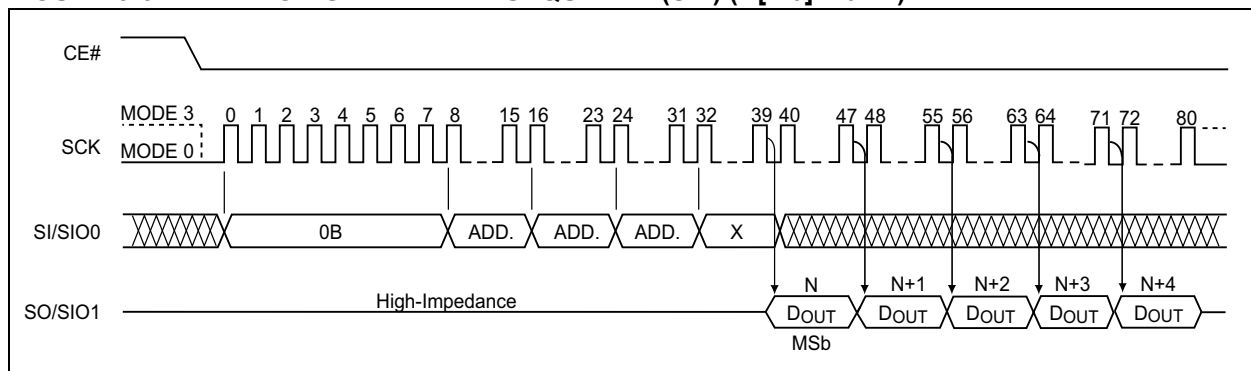 CE#
MODE 3 0 1 2 3 4 5 6 7 8 15 16 23 24 31 32 39 40 47 48 55 56 63 64 71 72 80
SCK
MODE 0
SI/SIO0 0B ADD. ADD. ADD. X
N N+1 N+2 N+3 N+4
High-Impedance
SO/SIO1 DOUT DOUT DOUT DOUT DOUT
MSb